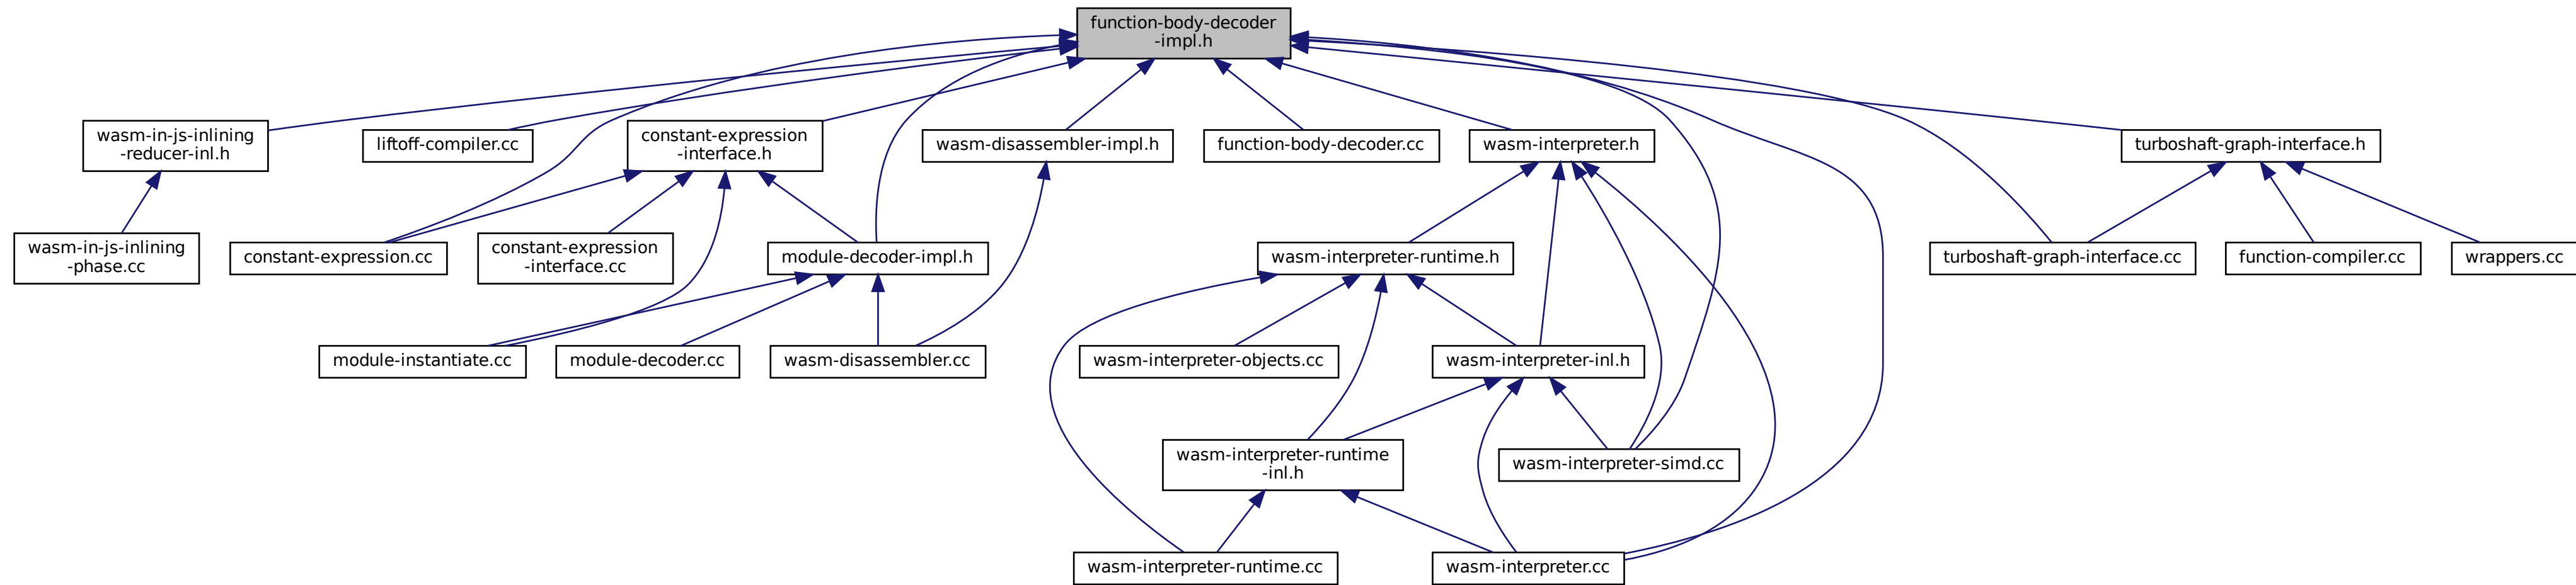 function-body-decoder
-impl.h
wasm-in-js-inlining
-reducer-inl.h
liftoff-compiler.cc
constant-expression
-interface.h
wasm-disassembler-impl.h
function-body-decoder.cc
wasm-interpreter.h
turboshaft-graph-interface.h
wasm-in-js-inlining
-phase.cc
constant-expression.cc
constant-expression
-interface.cc
module-decoder-impl.h
wasm-interpreter-runtime.h
turboshaft-graph-interface.cc
function-compiler.cc
wrappers.cc
module-instantiate.cc
module-decoder.cc
wasm-disassembler.cc
wasm-interpreter-objects.cc
wasm-interpreter-inl.h
wasm-interpreter-runtime
-inl.h
wasm-interpreter-simd.cc
wasm-interpreter-runtime.cc
wasm-interpreter.cc